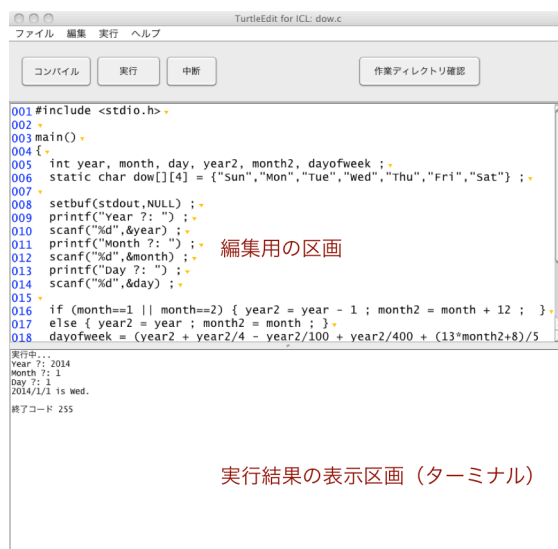 TurtleEdit for ICL: dow.c
ファイル 編集 実行 ヘルプ
コンパイル 実行 中断 作業ディレクトリ確認
001 #include <stdio.h>
002
003 main()
004 {
005 int year, month, day, year2, month2, dayofweek ;
006 static char dow[][4] = {"Sun","Mon","Tue","Wed","Thu","Fri","Sat"} ;
007
008 setbuf(stdout,NULL) ;
009 printf("Year ?: ") ;
010 scanf("%d",&year) ;
011 printf("Month ?: ") ;
012 scanf("%d",&month) ;
013 printf("Day ?: ") ;
014 scanf("%d",&day) ;
015
016 if (month==1 || month==2) { year2 = year - 1 ; month2 = month + 12 ; }
017 else { year2 = year ; month2 = month ; }
018 dayofweek = (year2 + year2/4 - year2/100 + year2/400 + (13*month2+8)/5
編集用の区画
実行中...
Year ?: 2014
Month ?: 1
Day ?: 1
2014/1/1 is Wed.
終了コード 255
実行結果の表示区画（ターミナル）